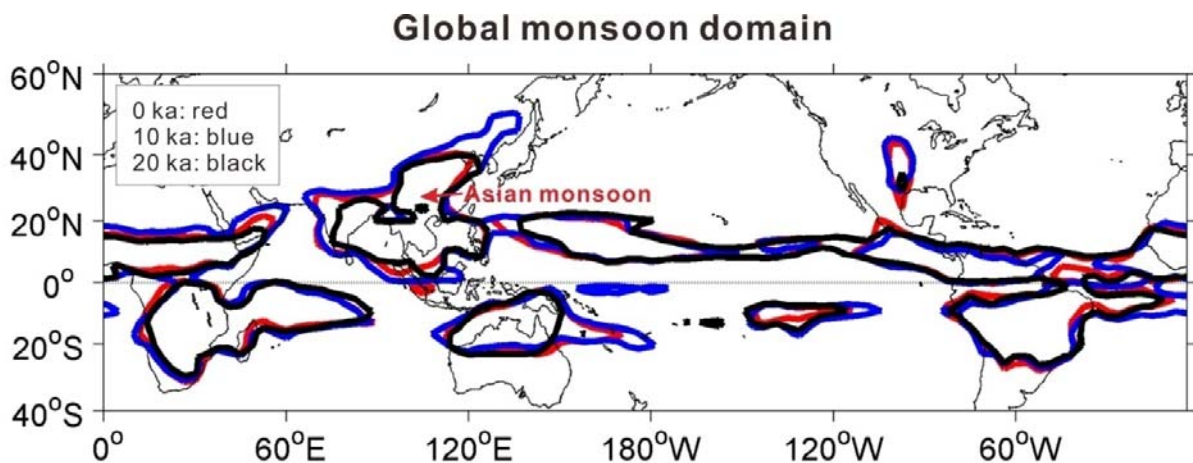 Global monsoon domain
60°N
0 ka: red
10 ka: blue
20 ka: black
40°N
Asian monsoon
20°N
0°
20°S
40°S
0° 60°E 120°E 180°W 120°W 60°W